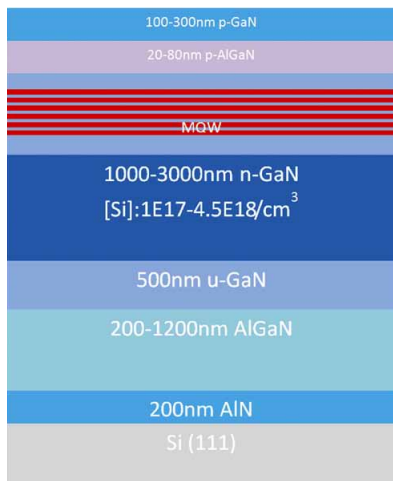 100-300nm p-GaN
20-80nm p-AlGaN
MQW
1000-3000nm n-GaN
[Si]:1E17-4.5E18/cm³
500nm u-GaN
200-1200nm AlGaN
200nm AlN
Si (111)